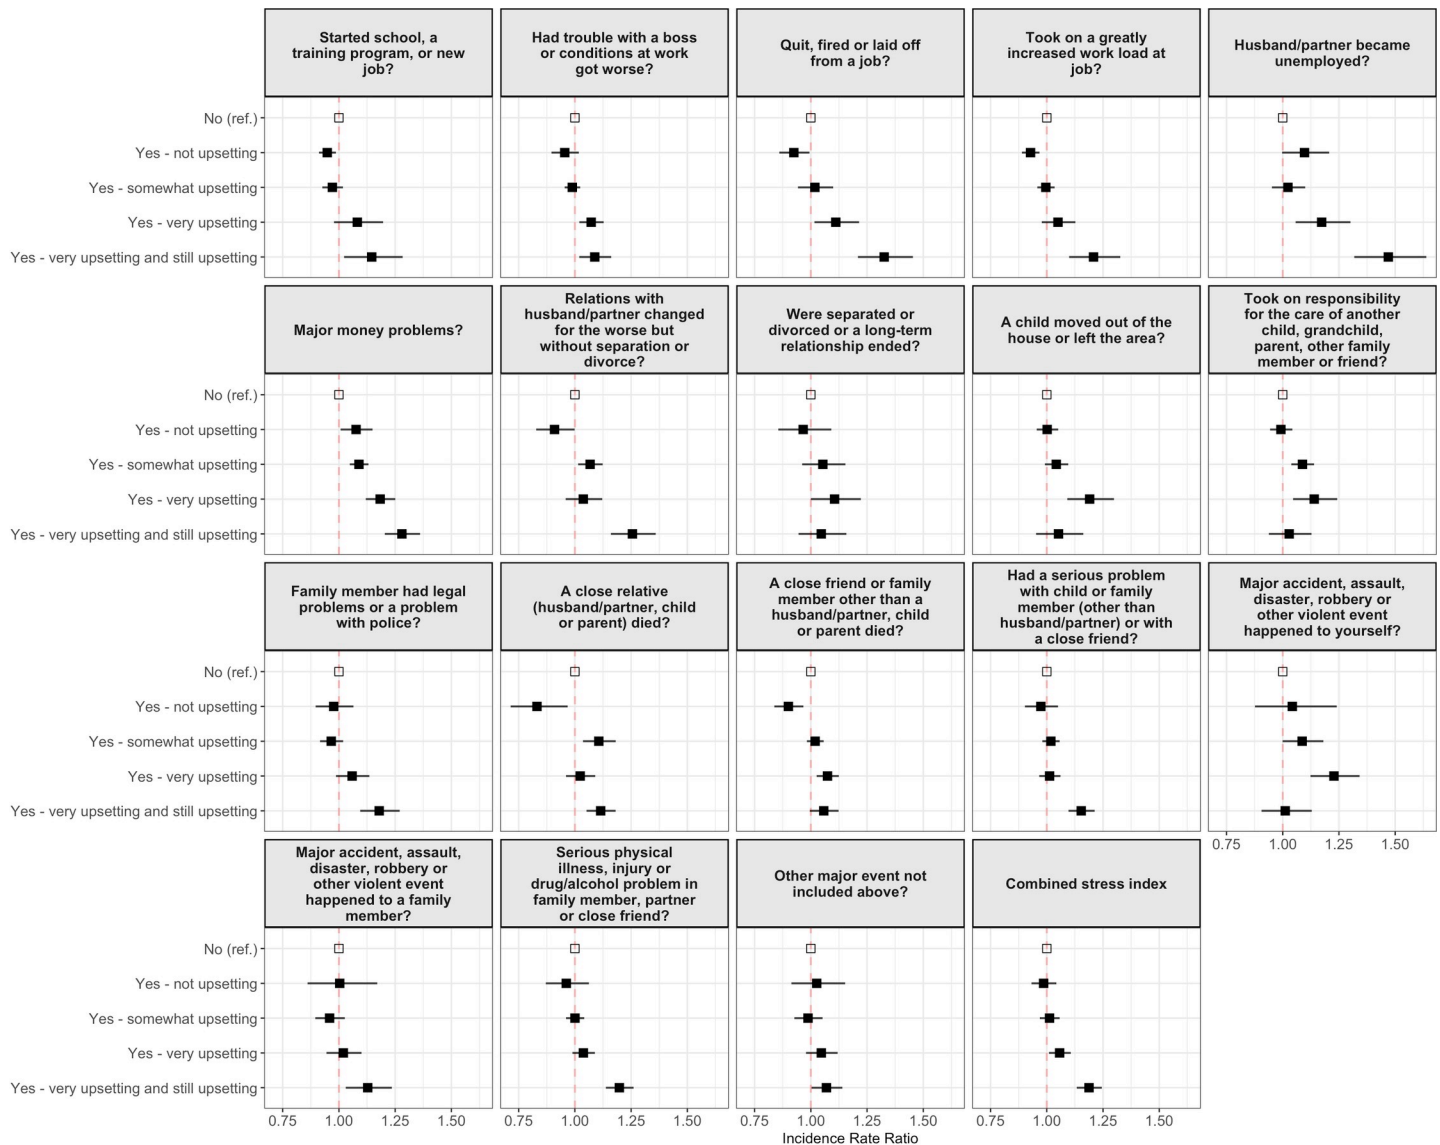 Started school, a
training program, or new
job?
Had trouble with a boss
or conditions at work
got worse?
Quit, fired or laid off
from a job?
Took on a greatly
increased work load at
job?
Husband/partner became
unemployed?
No (ref.)
Yes - not upsetting
Yes - somewhat upsetting
Yes - very upsetting
Yes - very upsetting and still upsetting
Major money problems?
Relations with
husband/partner changed
for the worse but
without separation or
divorce?
Were separated or
divorced or a long-term
relationship ended?
A child moved out of the
house or left the area?
Took on responsibility
for the care of another
child, grandchild,
parent, other family
member or friend?
No (ref.)
Yes - not upsetting
Yes - somewhat upsetting
Yes - very upsetting
Yes - very upsetting and still upsetting
Family member had legal
problems or a problem
with police?
A close relative
(husband/partner, child
or parent) died?
A close friend or family
member other than a
husband/partner, child
or parent died?
Had a serious problem
with child or family
member (other than
husband/partner) or with
a close friend?
Major accident, assault,
disaster, robbery or
other violent event
happened to yourself?
No (ref.)
Yes - not upsetting
Yes - somewhat upsetting
Yes - very upsetting
Yes - very upsetting and still upsetting
0.75 1.00 1.25 1.50
Major accident, assault,
disaster, robbery or
other violent event
happened to a family
member?
Serious physical
illness, injury or
drug/alcohol problem in
family member, partner
or close friend?
Other major event not
included above?
Combined stress index
No (ref.)
Yes - not upsetting
Yes - somewhat upsetting
Yes - very upsetting
Yes - very upsetting and still upsetting
0.75 1.00 1.25 1.50 0.75 1.00 1.25 1.50 0.75 1.00 1.25 1.50 0.75 1.00 1.25 1.50
Incidence Rate Ratio